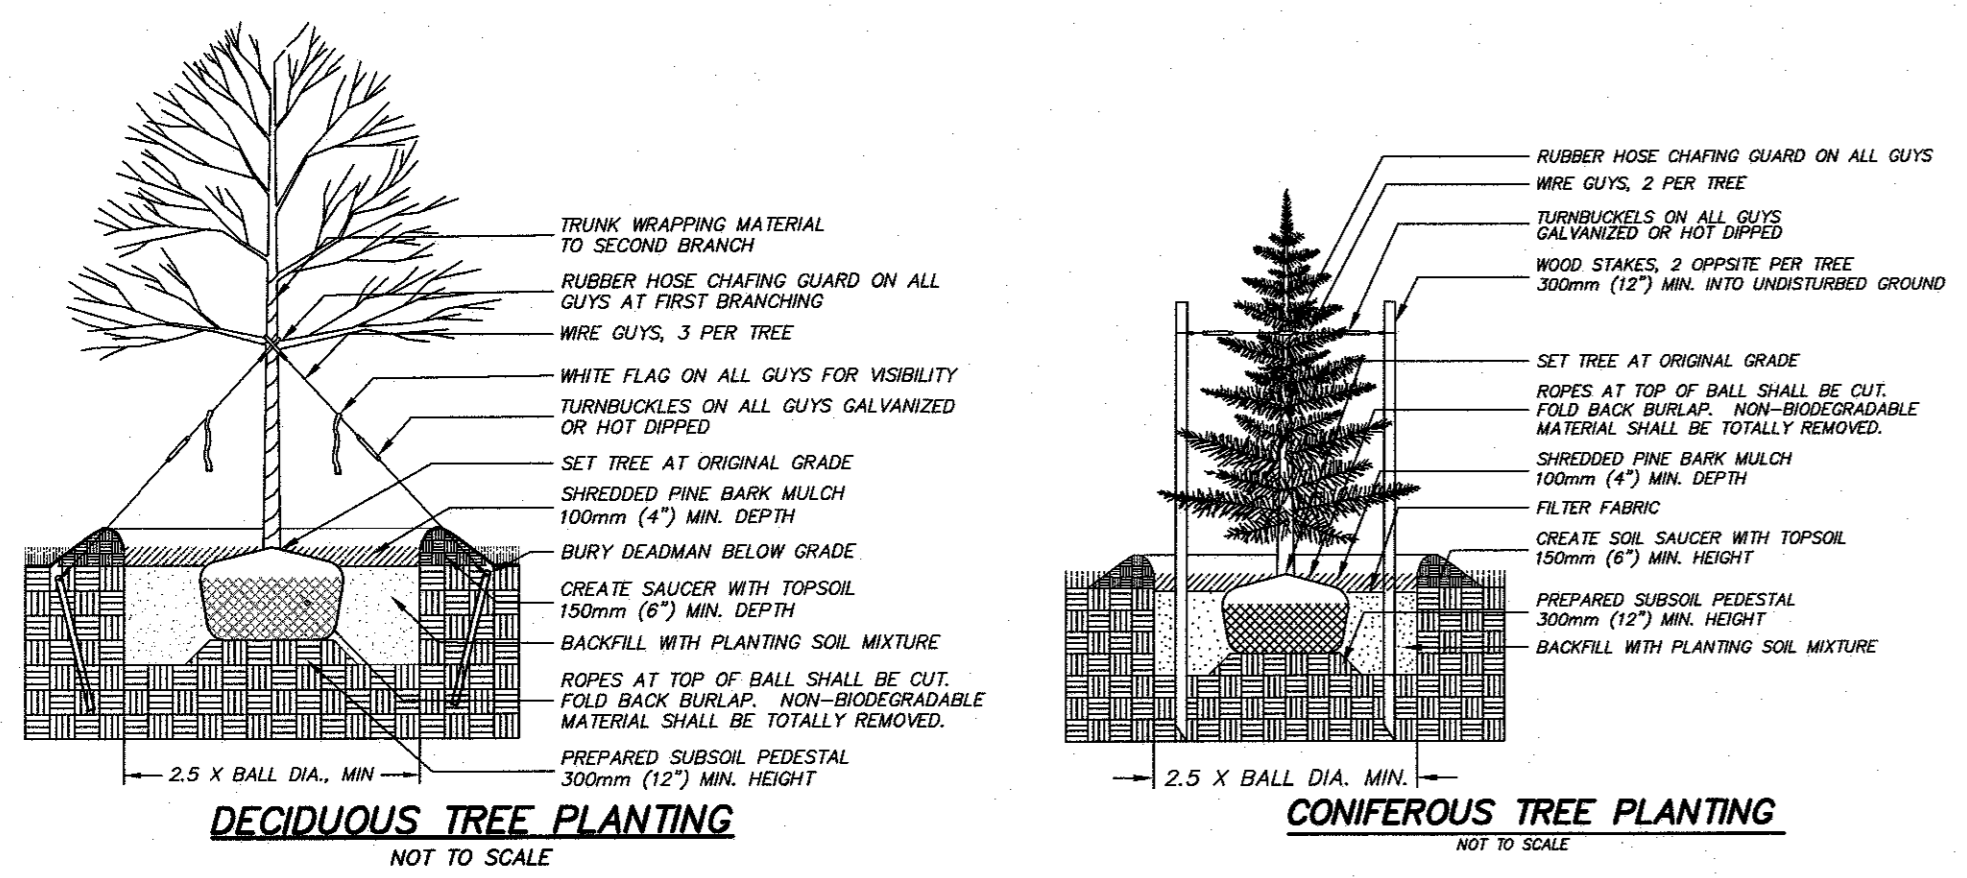 TRUNK WRAPPING MATERIAL
TO SECOND BRANCH
RUBBER HOSE CHAFING GUARD ON ALL
GUYS AT FIRST BRANCHING
WIRE GUYS, 3 PER TREE
WHITE FLAG ON ALL GUYS FOR VISIBILITY
TURNBUCKLES ON ALL GUYS GALVANIZED
OR HOT DIPPED
SET TREE AT ORIGINAL GRADE
SHREDDED PINE BARK MULCH
100mm (4") MIN. DEPTH
BURY DEADMAN BELOW GRADE
CREATE SAUCER WITH TOPSOIL
150mm (6") MIN. DEPTH
BACKFILL WITH PLANTING SOIL MIXTURE
ROPES AT TOP OF BALL SHALL BE CUT.
FOLD BACK BURLAP. NON-BIODEGRADABLE
MATERIAL SHALL BE TOTALLY REMOVED.
PREPARED SUBSOIL PEDESTAL
300mm (12") MIN. HEIGHT
2.5 X BALL DIA., MIN
DECIDUOUS TREE PLANTING
NOT TO SCALE
RUBBER HOSE CHAFING GUARD ON ALL GUYS
WIRE GUYS, 2 PER TREE
TURNBUCKELS ON ALL GUYS
GALVANIZED OR HOT DIPPED
WOOD STAKES, 2 OPPSITE PER TREE
300mm (12") MIN. INTO UNDISTURBED GROUND
SET TREE AT ORIGINAL GRADE
ROPES AT TOP OF BALL SHALL BE CUT.
FOLD BACK BURLAP. NON-BIODEGRADABLE
MATERIAL SHALL BE TOTALLY REMOVED.
SHREDDED PINE BARK MULCH
100mm (4") MIN. DEPTH
FILTER FABRIC
CREATE SOIL SAUCER WITH TOPSOIL
150mm (6") MIN. HEIGHT
PREPARED SUBSOIL PEDESTAL
300mm (12") MIN. HEIGHT
BACKFILL WITH PLANTING SOIL MIXTURE
2.5 X BALL DIA. MIN.
CONIFEROUS TREE PLANTING
NOT TO SCALE